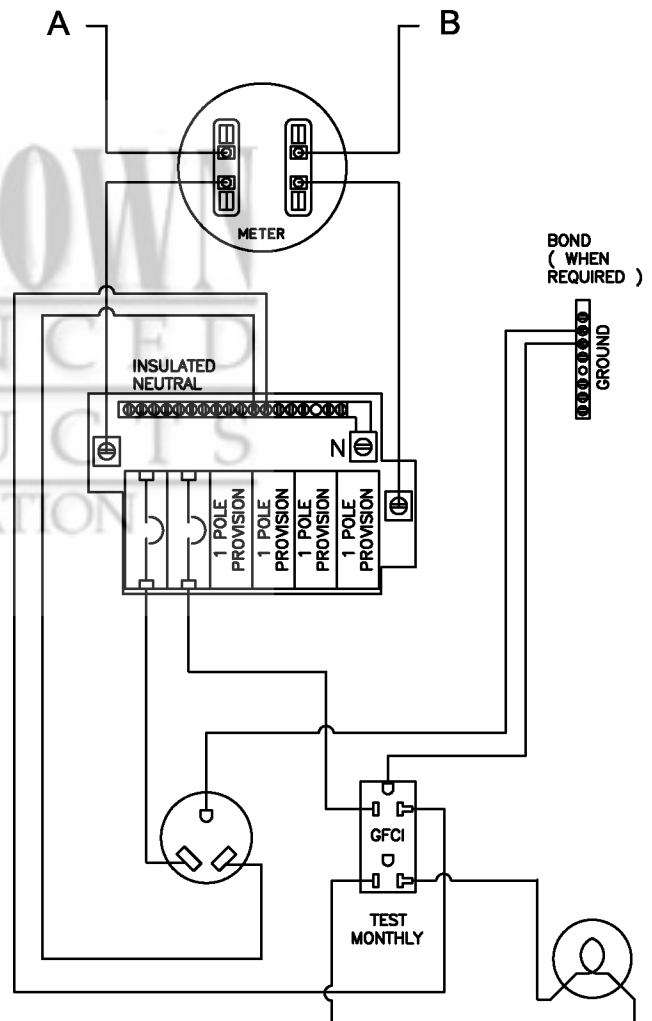 A
B
METER
BOND
( WHEN
REQUIRED )
GROUND
INSULATED
NEUTRAL
N
1 POLE
PROVISION
1 POLE
PROVISION
1 POLE
PROVISION
1 POLE
PROVISION
GFCI
TEST
MONTHLY